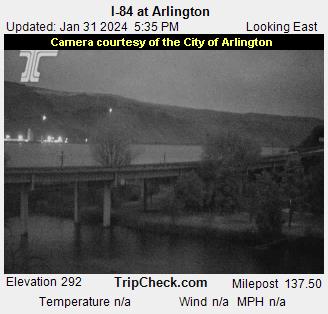 I-84 at Arlington
Updated: Jan 31 2024 5:35 PM Looking East
Camera courtesy of the City of Arlington
Elevation 292 TripCheck.com Milepost 137.50
Temperature n/a Wind n/a MPH n/a